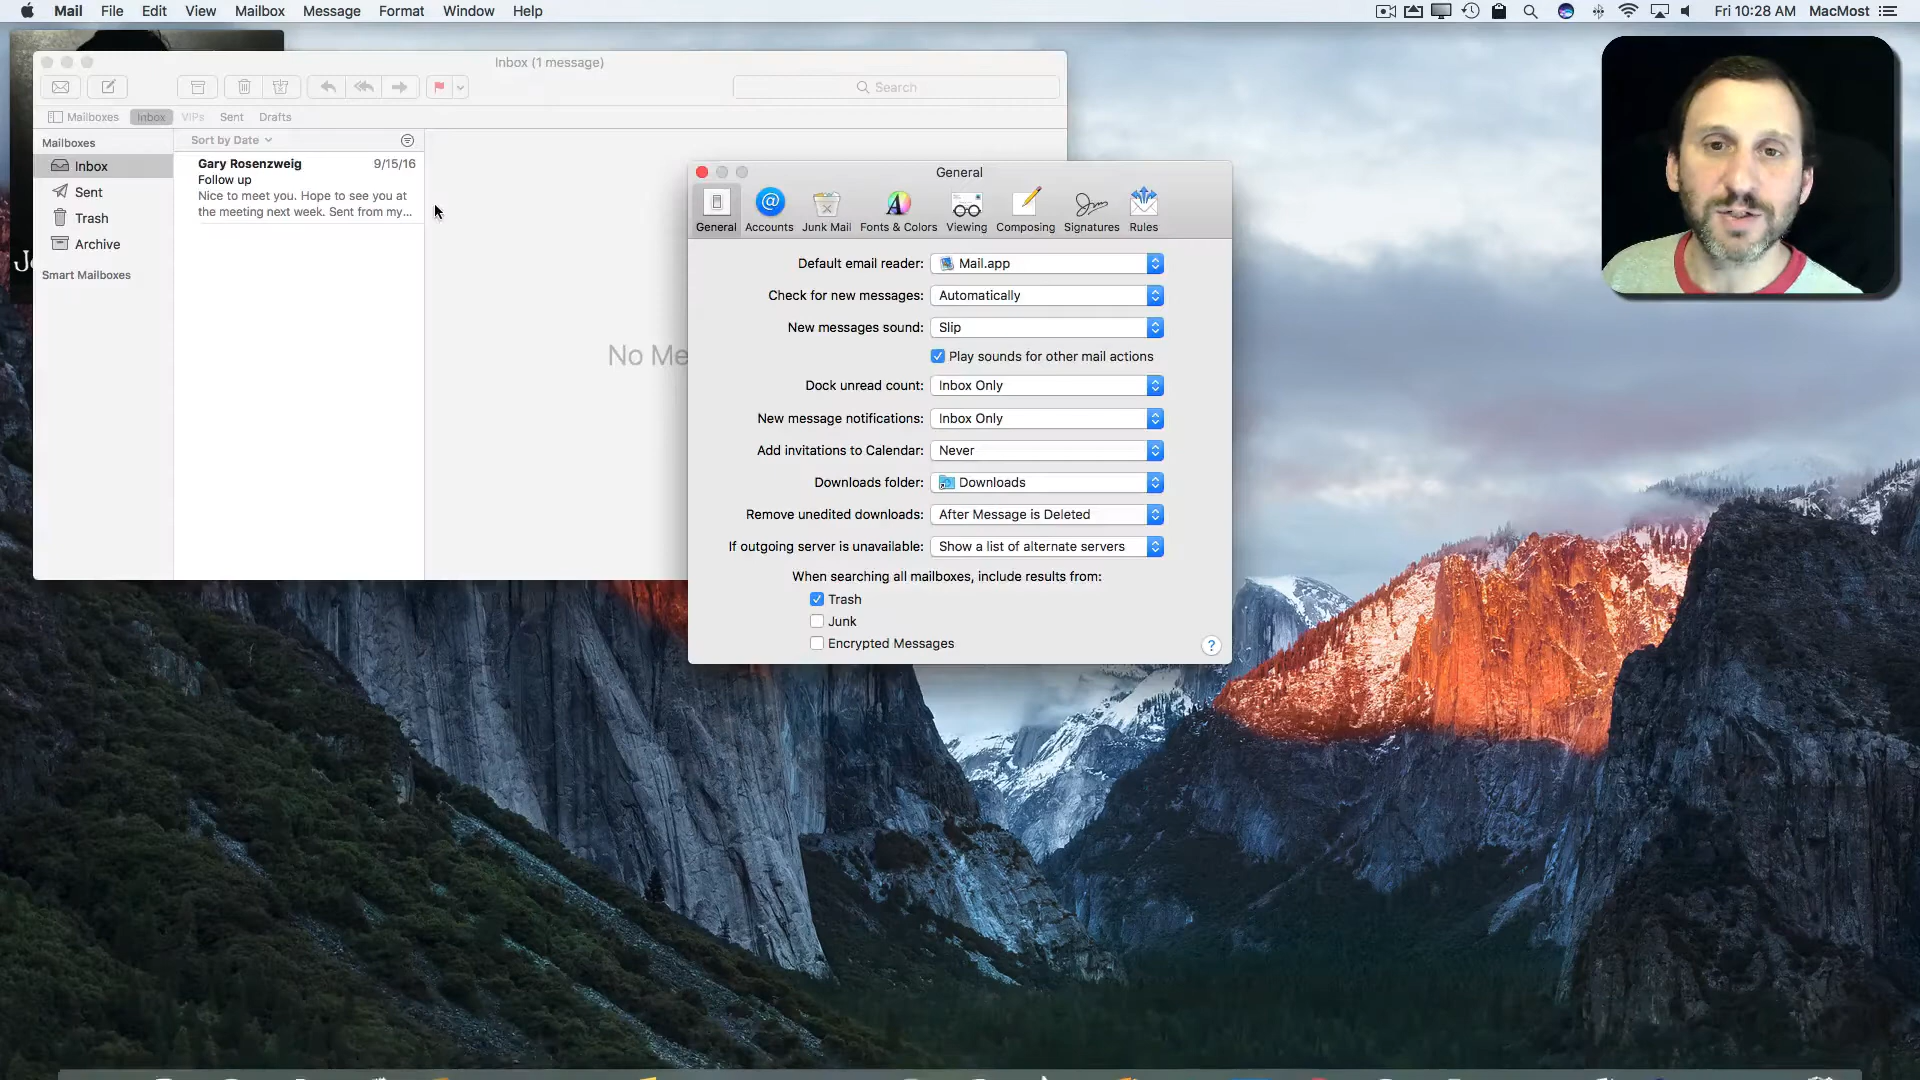 Mail File Edit View Mailbox Message Format Window Help
Fri 10:28 AM MacMost
Inbox (1 message)
Search
Mailboxes Inbox VIPs Sent Drafts
Mailboxes
Inbox
Sent
Trash
Archive
Smart Mailboxes
Sort by Date
Gary Rosenzweig 9/15/16
Follow up
Nice to meet you. Hope to see you at
the meeting next week. Sent from my...
No Me
General
General Accounts Junk Mail Fonts & Colors Viewing Composing Signatures Rules
Default email reader: Mail.app
Check for new messages: Automatically
New messages sound: Slip
Play sounds for other mail actions
Dock unread count: Inbox Only
New message notifications: Inbox Only
Add invitations to Calendar: Never
Downloads folder: Downloads
Remove unedited downloads: After Message is Deleted
If outgoing server is unavailable: Show a list of alternate servers
When searching all mailboxes, include results from:
Trash
Junk
Encrypted Messages
?